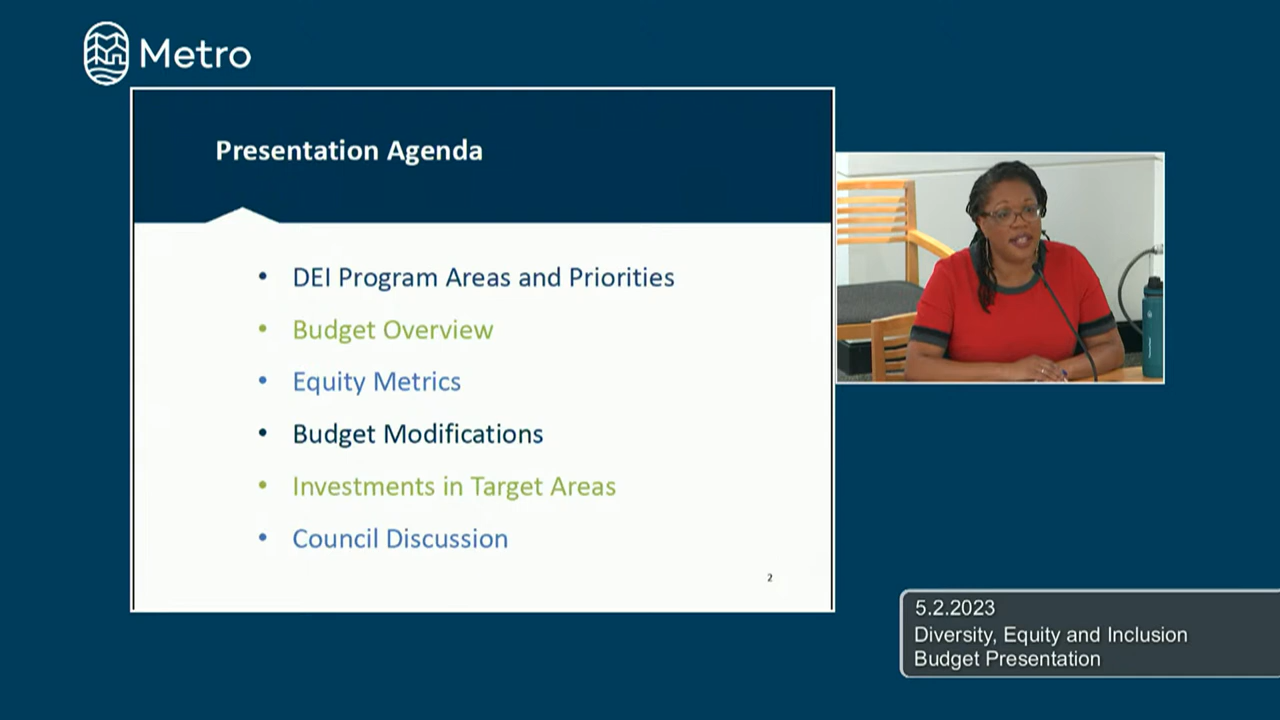 Metro
Presentation Agenda
• DEI Program Areas and Priorities
• Budget Overview
• Equity Metrics
• Budget Modifications
• Investments in Target Areas
• Council Discussion
2
5.2.2023
Diversity, Equity and Inclusion
Budget Presentation